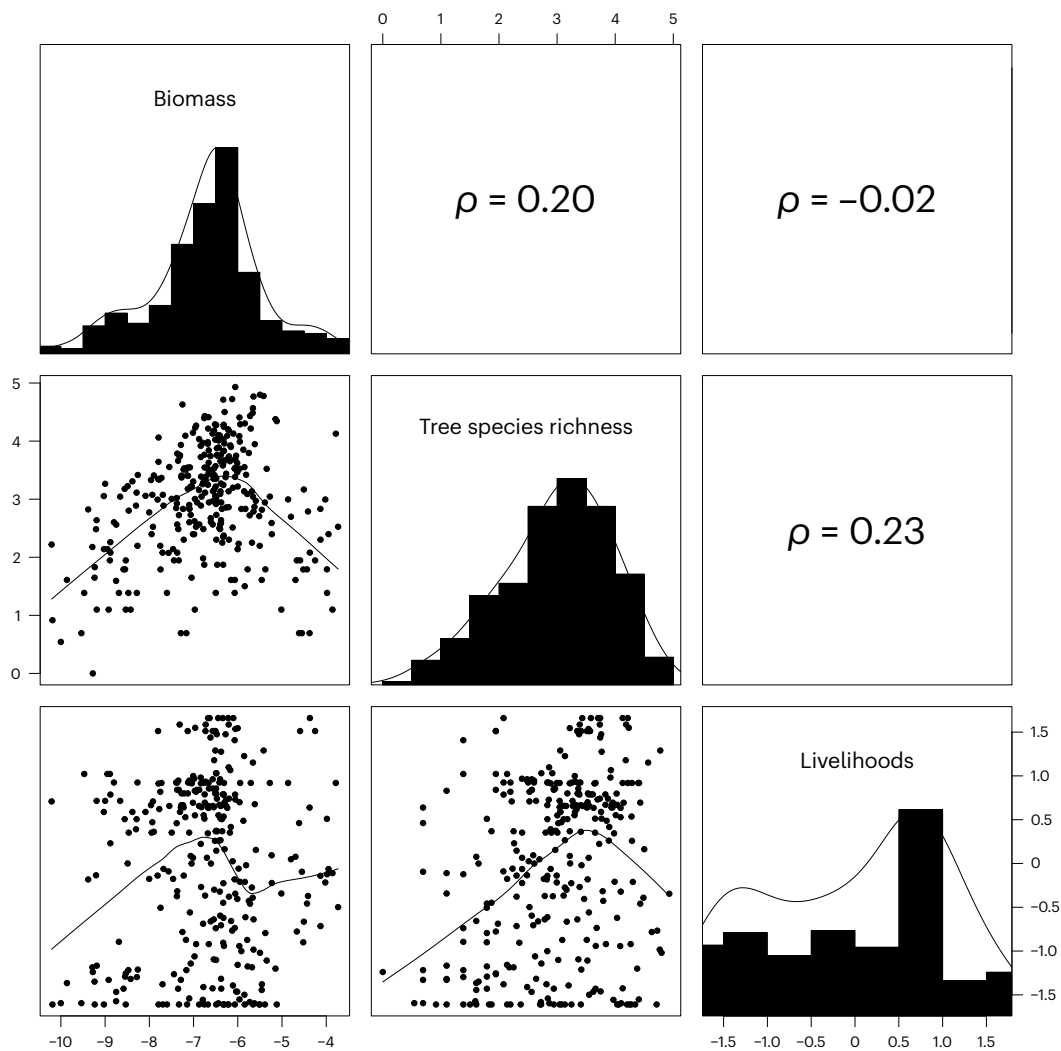 0 1 2 3 4 5
Biomass
ρ = 0.20
ρ = −0.02
5
4
3
2
1
0
Tree species richness
ρ = 0.23
Livelihoods
1.5
1.0
0.5
0
−0.5
−1.0
−1.5
−10 −9 −8 −7 −6 −5 −4
−1.5 −1.0 −0.5 0 0.5 1.0 1.5